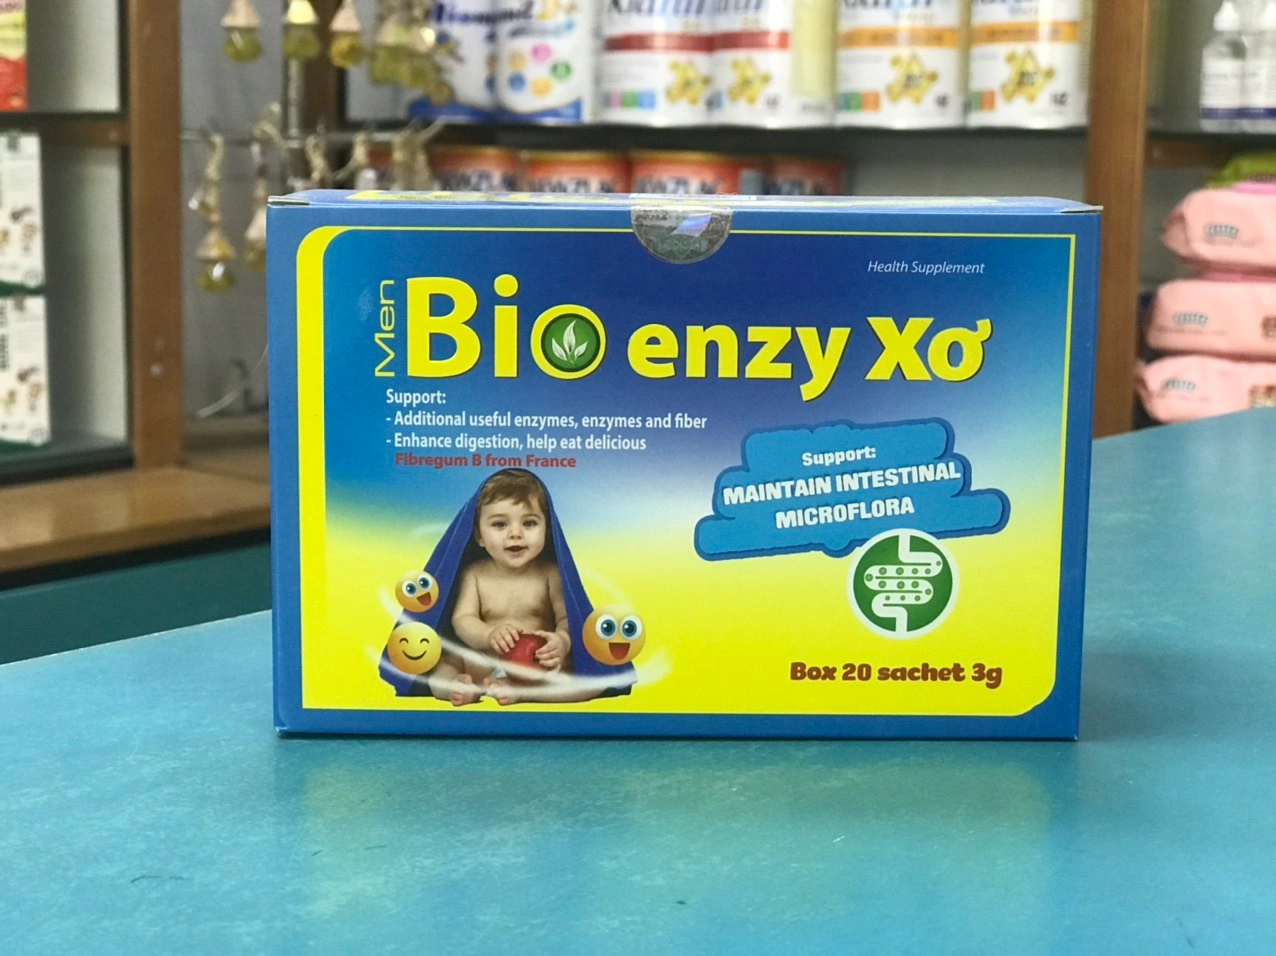 Health Supplement
Men
Bio enzy Xơ
Support:
- Additional useful enzymes, enzymes and fiber
- Enhance digestion, help eat delicious
Fibregum B from France
Support:
MAINTAIN INTESTINAL
MICROFLORA
Box 20 sachet 3g